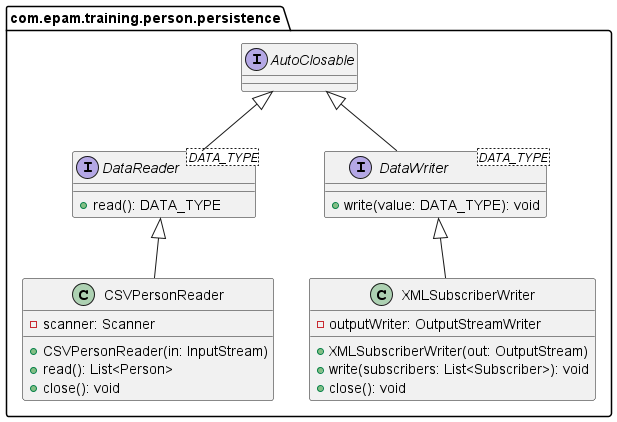 com.epam.training.person.persistence
I AutoClosable
I DataReader DATA_TYPE
read(): DATA_TYPE
I DataWriter DATA_TYPE
write(value: DATA_TYPE): void
C CSVPersonReader
scanner: Scanner
CSVPersonReader(in: InputStream)
read(): List<Person>
close(): void
C XMLSubscriberWriter
outputWriter: OutputStreamWriter
XMLSubscriberWriter(out: OutputStream)
write(subscribers: List<Subscriber>): void
close(): void